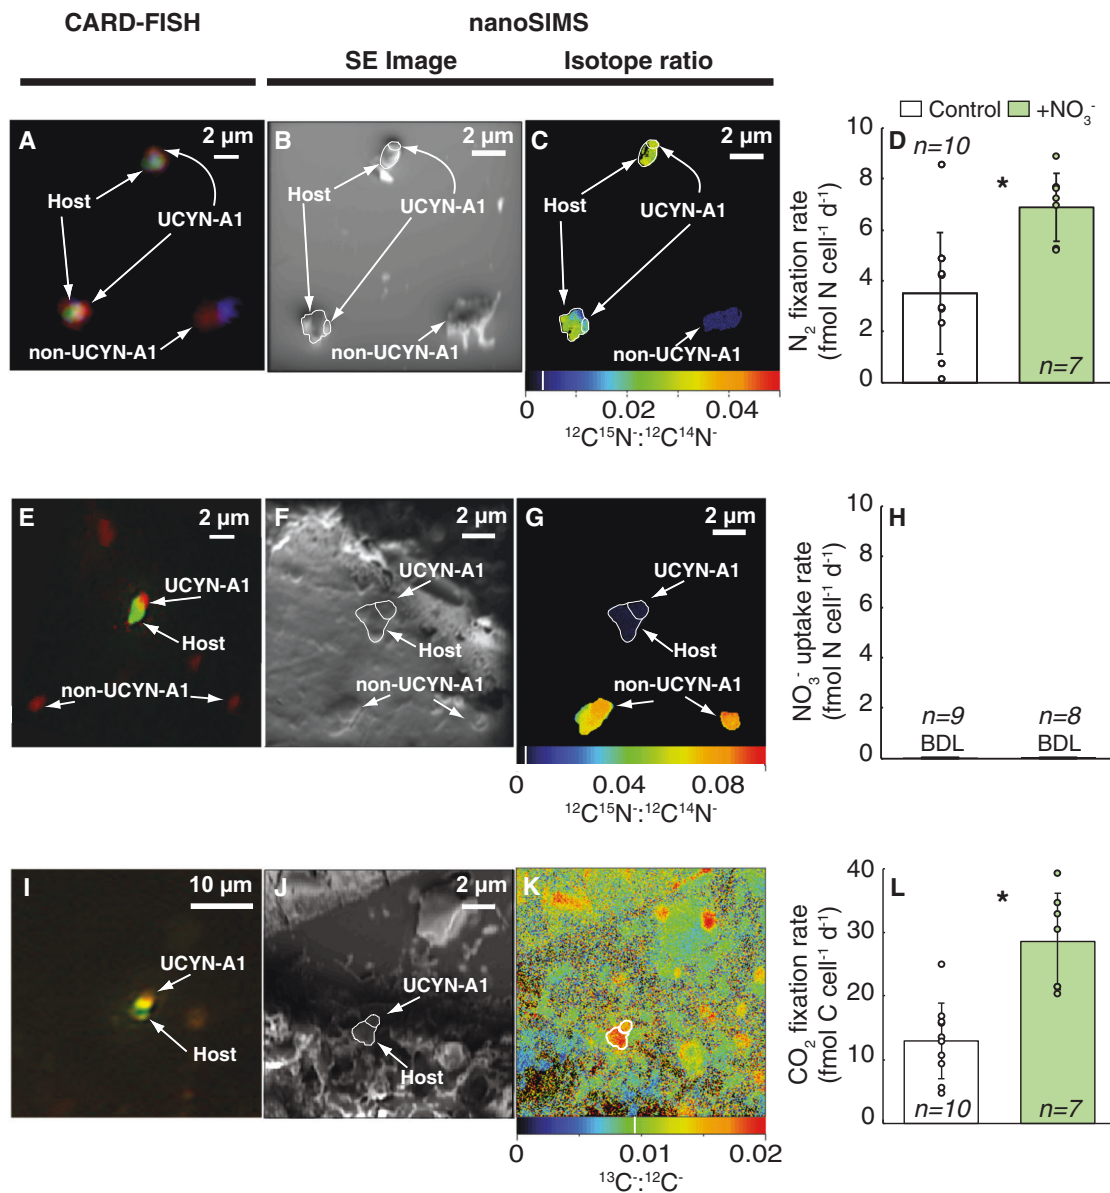 CARD-FISH
nanoSIMS
SE Image
Isotope ratio
Control
+NO₃⁻
A
2 µm
Host
UCYN-A1
non-UCYN-A1
B
2 µm
Host
UCYN-A1
non-UCYN-A1
C
2 µm
Host
UCYN-A1
non-UCYN-A1
0 0.02 0.04
¹²C¹⁵N⁻:¹²C¹⁴N⁻
D
n=10
*
n=7
10
8
6
4
2
0
N₂ fixation rate
(fmol N cell⁻¹ d⁻¹)
E
2 µm
UCYN-A1
Host
non-UCYN-A1
F
2 µm
UCYN-A1
Host
non-UCYN-A1
G
2 µm
UCYN-A1
Host
non-UCYN-A1
0 0.04 0.08
¹²C¹⁵N⁻:¹²C¹⁴N⁻
H
10
8
6
4
2
0
NO₃⁻ uptake rate
(fmol N cell⁻¹ d⁻¹)
n=9
BDL
n=8
BDL
I
10 µm
UCYN-A1
Host
J
2 µm
UCYN-A1
Host
K
0 0.01 0.02
¹³C⁻:¹²C⁻
L
*
40
30
20
10
0
CO₂ fixation rate
(fmol C cell⁻¹ d⁻¹)
n=10
n=7